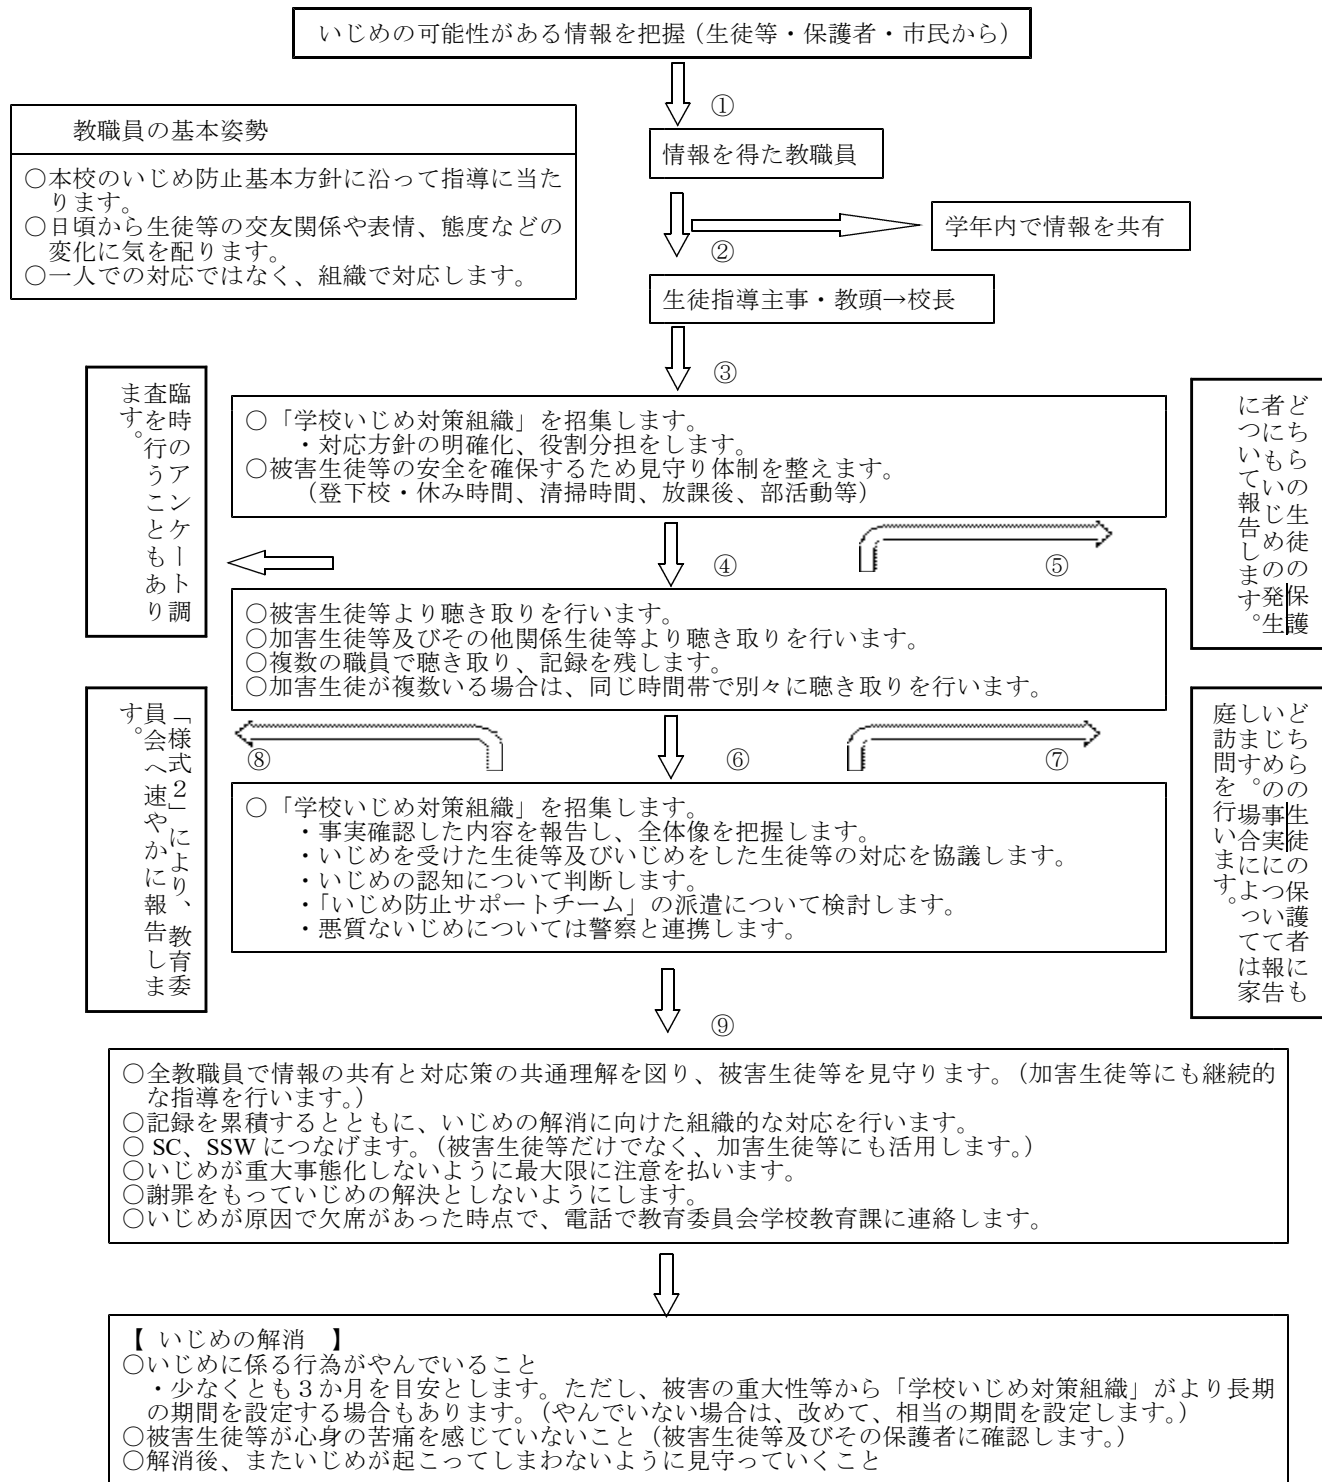 いじめの可能性がある情報を把握（生徒等・保護者・市民から）
①
教職員の基本姿勢
○本校のいじめ防止基本方針に沿って指導に当た
ります。
○日頃から生徒等の交友関係や表情、態度などの
変化に気を配ります。
○一人での対応ではなく、組織で対応します。
情報を得た教職員
学年内で情報を共有
②
生徒指導主事・教頭→校長
③
臨時のアンケート調
査を行うこともあり
ます。
○「学校いじめ対策組織」を招集します。
・対応方針の明確化、役割分担をします。
○被害生徒等の安全を確保するため見守り体制を整えます。
（登下校・休み時間、清掃時間、放課後、部活動等）
どちらの生徒の保護
者にもいじめの発生
について報告します。
④
⑤
○被害生徒等より聴き取りを行います。
○加害生徒等及びその他関係生徒等より聴き取りを行います。
○複数の職員で聴き取り、記録を残します。
○加害生徒が複数いる場合は、同じ時間帯で別々に聴き取りを行います。
「様式２」により、教育委
員会へ速やかに報告しま
す。
⑧
⑥
⑦
どちらの生徒の保護者にも
いじめの事実について報告
します。場合によっては家
庭訪問を行います。
○「学校いじめ対策組織」を招集します。
・事実確認した内容を報告し、全体像を把握します。
・いじめを受けた生徒等及びいじめをした生徒等の対応を協議します。
・いじめの認知について判断します。
・「いじめ防止サポートチーム」の派遣について検討します。
・悪質ないじめについては警察と連携します。
⑨
○全教職員で情報の共有と対応策の共通理解を図り、被害生徒等を見守ります。（加害生徒等にも継続的
な指導を行います。）
○記録を累積するとともに、いじめの解消に向けた組織的な対応を行います。
○ SC、SSW につなげます。（被害生徒等だけでなく、加害生徒等にも活用します。）
○いじめが重大事態化しないように最大限に注意を払います。
○謝罪をもっていじめの解決としないようにします。
○いじめが原因で欠席があった時点で、電話で教育委員会学校教育課に連絡します。
【 いじめの解消 】
○いじめに係る行為がやんでいること
・少なくとも３か月を目安とします。ただし、被害の重大性等から「学校いじめ対策組織」がより長期
の期間を設定する場合もあります。（やんでいない場合は、改めて、相当の期間を設定します。）
○被害生徒等が心身の苦痛を感じていないこと（被害生徒等及びその保護者に確認します。）
○解消後、またいじめが起こってしまわないように見守っていくこと